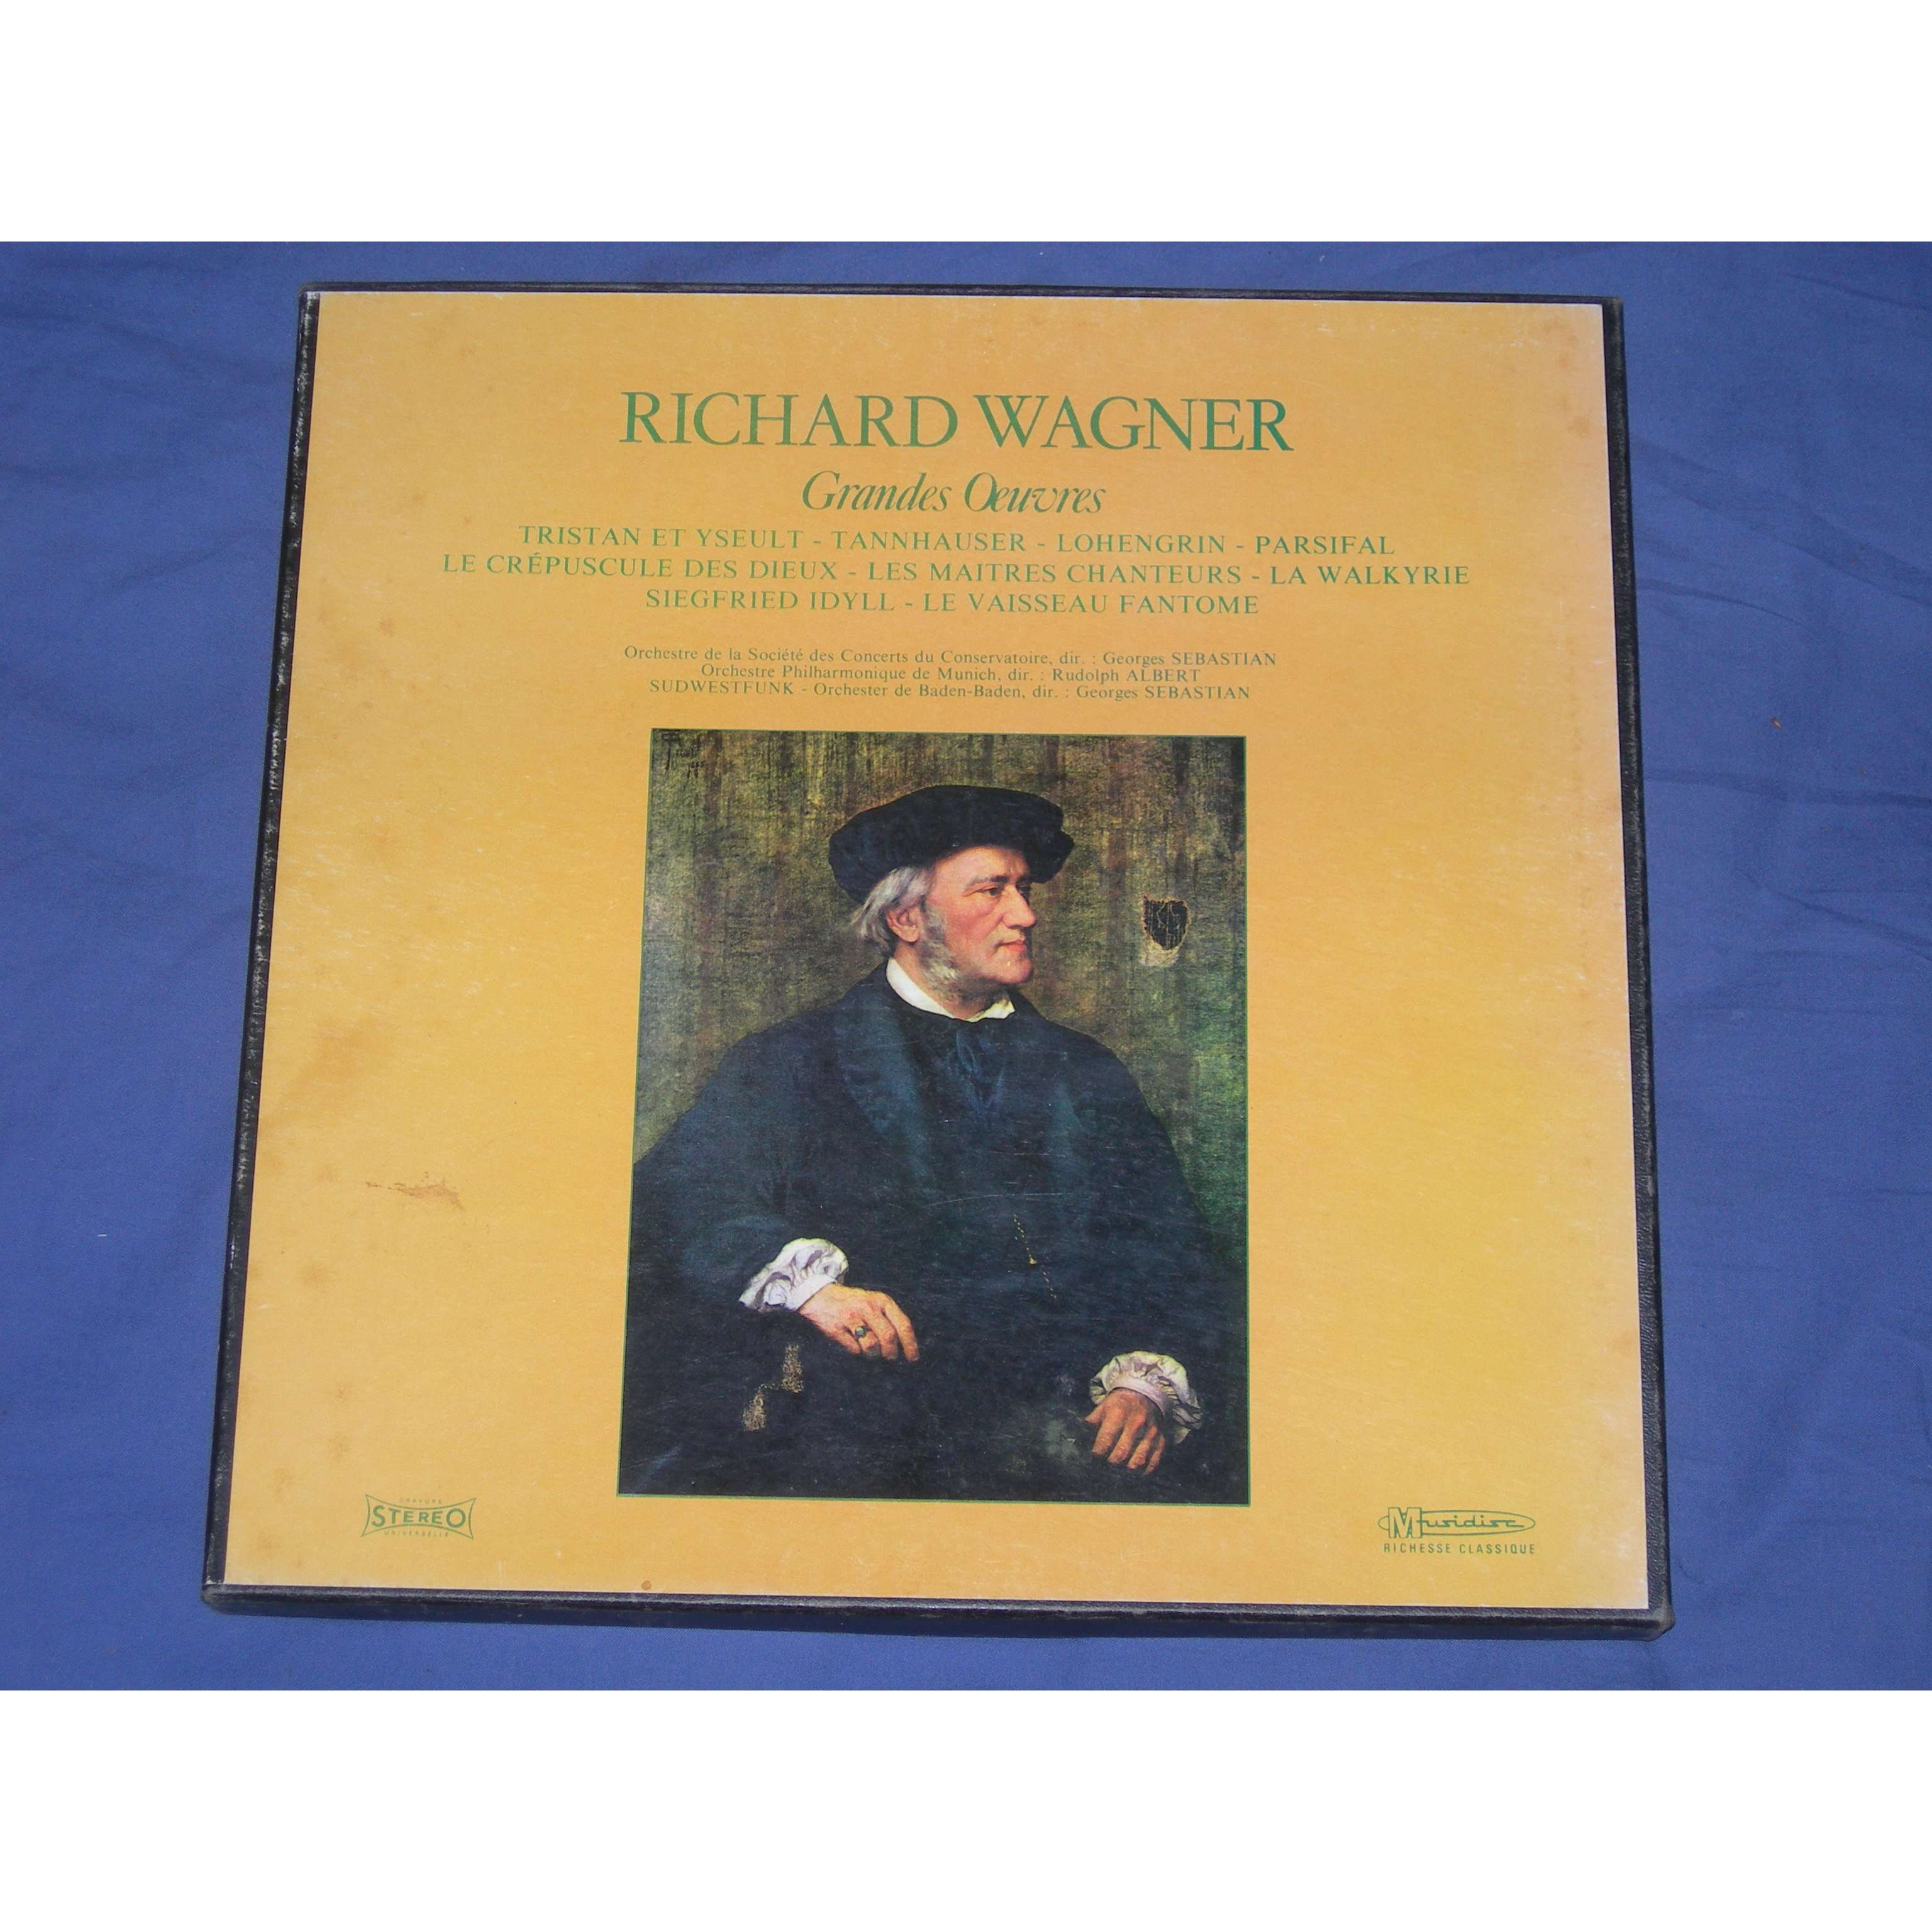 RICHARD WAGNER
Grandes Oeuvres
TRISTAN ET YSEULT - TANNHAUSER - LOHENGRIN - PARSIFAL
LE CRÉPUSCULE DES DIEUX - LES MAITRES CHANTEURS - LA WALKYRIE
SIEGFRIED IDYLL - LE VAISSEAU FANTOME
Orchestre de la Société des Concerts du Conservatoire, dir. : Georges SEBASTIAN
Orchestre Philharmonique de Munich, dir. : Rudolph ALBERT
SUDWESTFUNK - Orchester de Baden-Baden, dir. : Georges SEBASTIAN
GRAVURE
STEREO
UNIVERSELLE
Musidisc
RICHESSE CLASSIQUE